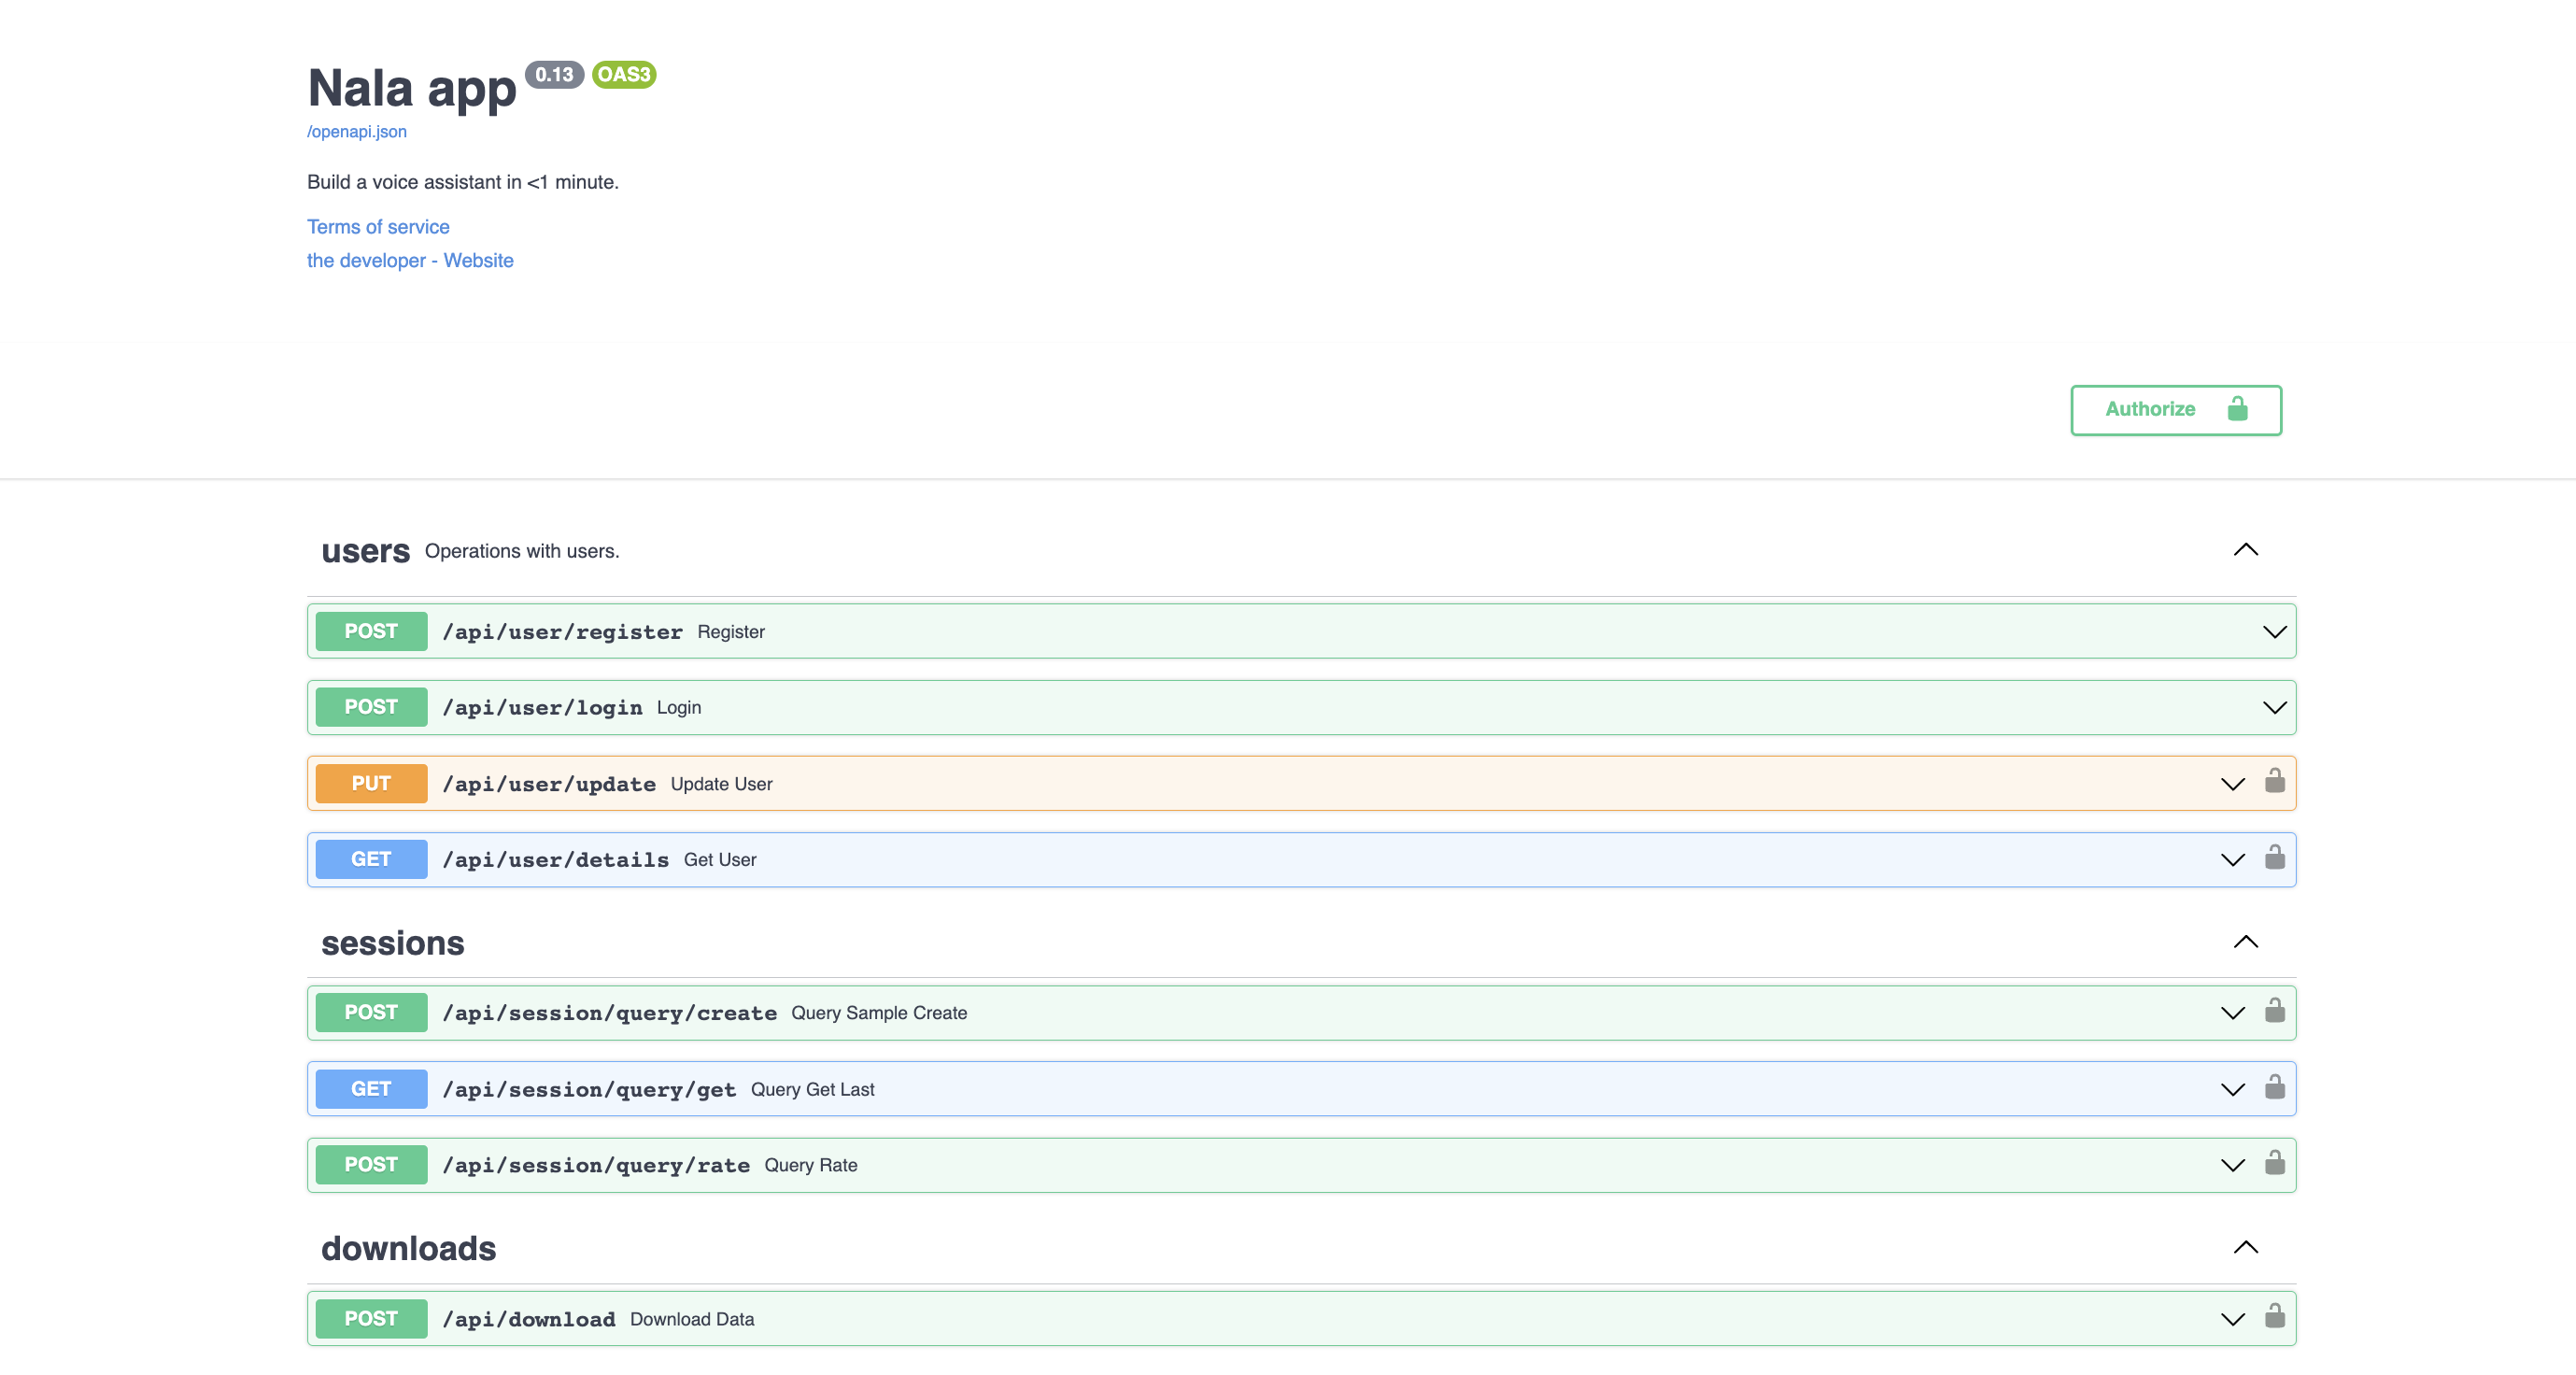 Nala app 0.13 OAS3
/openapi.json
Build a voice assistant in <1 minute.
Terms of service
the developer - Website
Authorize
users Operations with users.
POST /api/user/register Register
POST /api/user/login Login
PUT /api/user/update Update User
GET /api/user/details Get User
sessions
POST /api/session/query/create Query Sample Create
GET /api/session/query/get Query Get Last
POST /api/session/query/rate Query Rate
downloads
POST /api/download Download Data